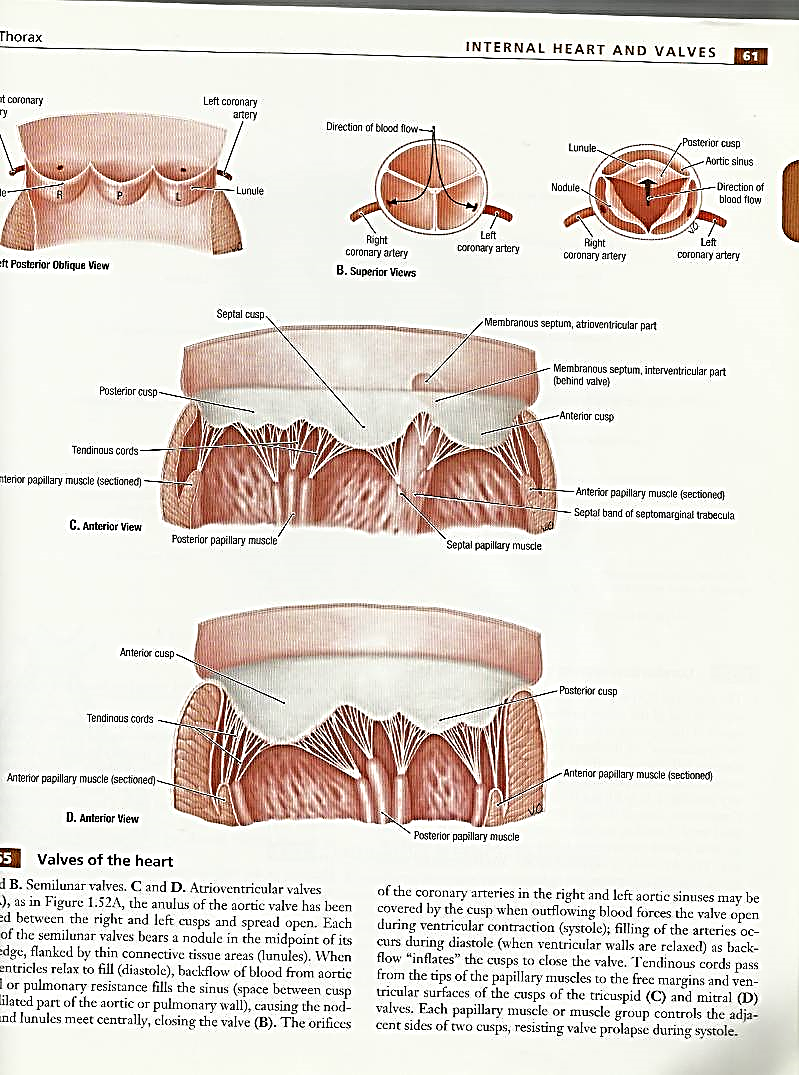 Thorax
INTERNAL HEART AND VALVES 61
t coronary
ry
Left coronary
artery
R
P
L
Lunule
ft Posterior Oblique View
Direction of blood flow
Right
coronary artery
Left
coronary artery
B. Superior Views
Lunule
Nodule
Posterior cusp
Aortic sinus
Direction of
blood flow
Right
coronary artery
Left
coronary artery
Septal cusp
Membranous septum, atrioventricular part
Membranous septum, interventricular part
(behind valve)
Posterior cusp
Anterior cusp
Tendinous cords
nterior papillary muscle (sectioned)
Anterior papillary muscle (sectioned)
Septal band of septomarginal trabecula
C. Anterior View
Posterior papillary muscle
Septal papillary muscle
Anterior cusp
Posterior cusp
Tendinous cords
Anterior papillary muscle (sectioned)
Anterior papillary muscle (sectioned)
D. Anterior View
Posterior papillary muscle
55 Valves of the heart
d B. Semilunar valves. C and D. Atrioventricular valves
), as in Figure 1.52A, the anulus of the aortic valve has been
ed between the right and left cusps and spread open. Each
of the semilunar valves bears a nodule in the midpoint of its
edge, flanked by thin connective tissue areas (lunules). When
entricles relax to fill (diastole), backflow of blood from aortic
l or pulmonary resistance fills the sinus (space between cusp
ilated part of the aortic or pulmonary wall), causing the nod-
and lunules meet centrally, closing the valve (B). The orifices
of the coronary arteries in the right and left aortic sinuses may be
covered by the cusp when outflowing blood forces the valve open
during ventricular contraction (systole); filling of the arteries oc-
curs during diastole (when ventricular walls are relaxed) as back-
flow “inflates” the cusps to close the valve. Tendinous cords pass
from the tips of the papillary muscles to the free margins and ven-
tricular surfaces of the cusps of the tricuspid (C) and mitral (D)
valves. Each papillary muscle or muscle group controls the adja-
cent sides of two cusps, resisting valve prolapse during systole.